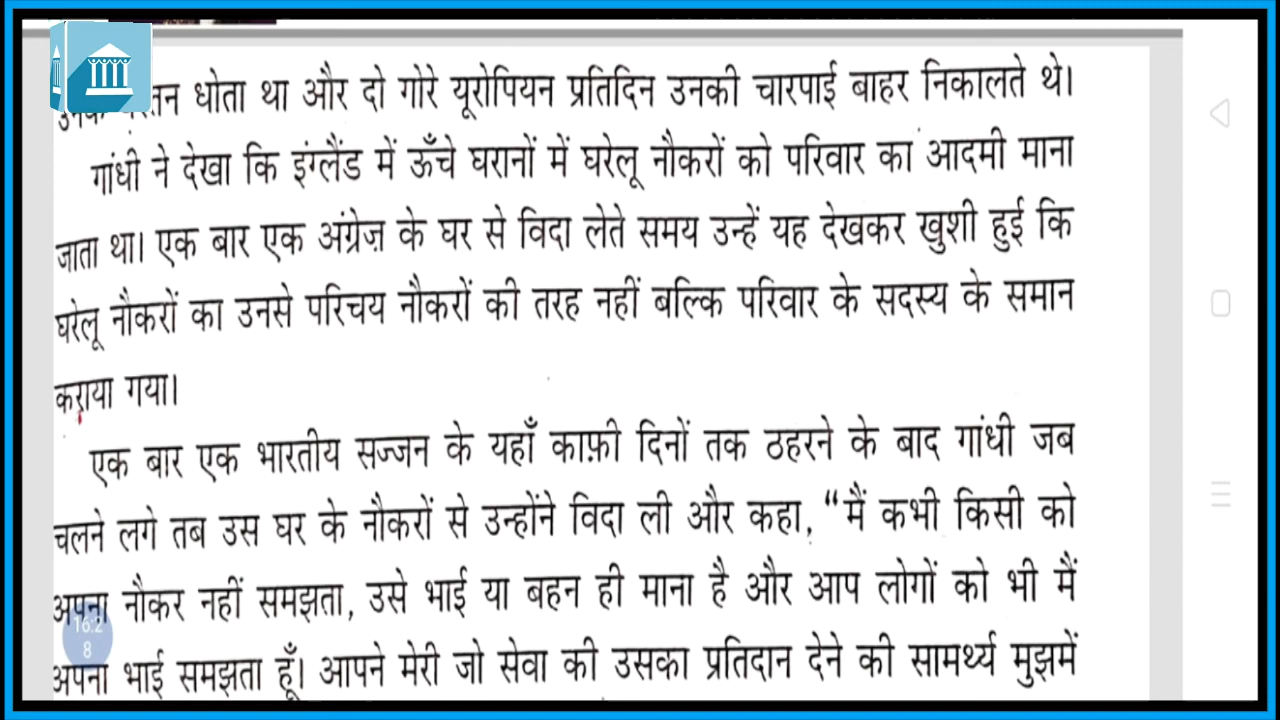 धोता था और दो गोरे यूरोपियन प्रतिदिन उनकी चारपाई बाहर निकालते थे।
गांधी ने देखा कि इंग्लैंड में ऊँचे घरानों में घरेलू नौकरों को परिवार का आदमी माना
जाता था। एक बार एक अंग्रेज़ के घर से विदा लेते समय उन्हें यह देखकर खुशी हुई कि
घरेलू नौकरों का उनसे परिचय नौकरों की तरह नहीं बल्कि परिवार के सदस्य के समान
कराया गया।
एक बार एक भारतीय सज्जन के यहाँ काफ़ी दिनों तक ठहरने के बाद गांधी जब
चलने लगे तब उस घर के नौकरों से उन्होंने विदा ली और कहा, “मैं कभी किसी को
अपना नौकर नहीं समझता, उसे भाई या बहन ही माना है और आप लोगों को भी मैं
अपना भाई समझता हूँ। आपने मेरी जो सेवा की उसका प्रतिदान देने की सामर्थ्य मुझमें
16:2
8